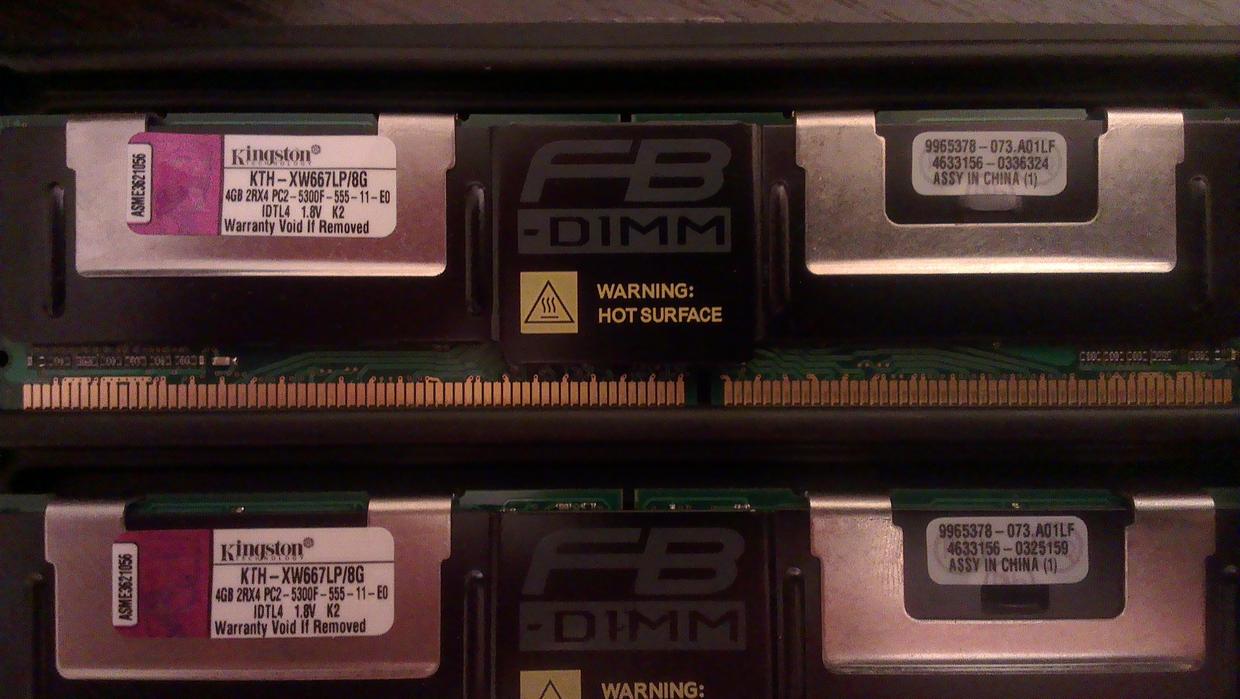 ASME3621056
Kingston
TECHNOLOGY
KTH-XW667LP/8G
4GB 2RX4 PC2-5300F-555-11-E0
IDTL4 1.8V K2
Warranty Void If Removed
FB
-DIMM
WARNING:
HOT SURFACE
9965378-073.A01LF
4633156-0336324
ASSY IN CHINA (1)
ASME3621056
Kingston
TECHNOLOGY
KTH-XW667LP/8G
4GB 2RX4 PC2-5300F-555-11-E0
IDTL4 1.8V K2
Warranty Void If Removed
FB
-DIMM
WARNING:
9965378-073.A01LF
4633156-0325159
ASSY IN CHINA (1)